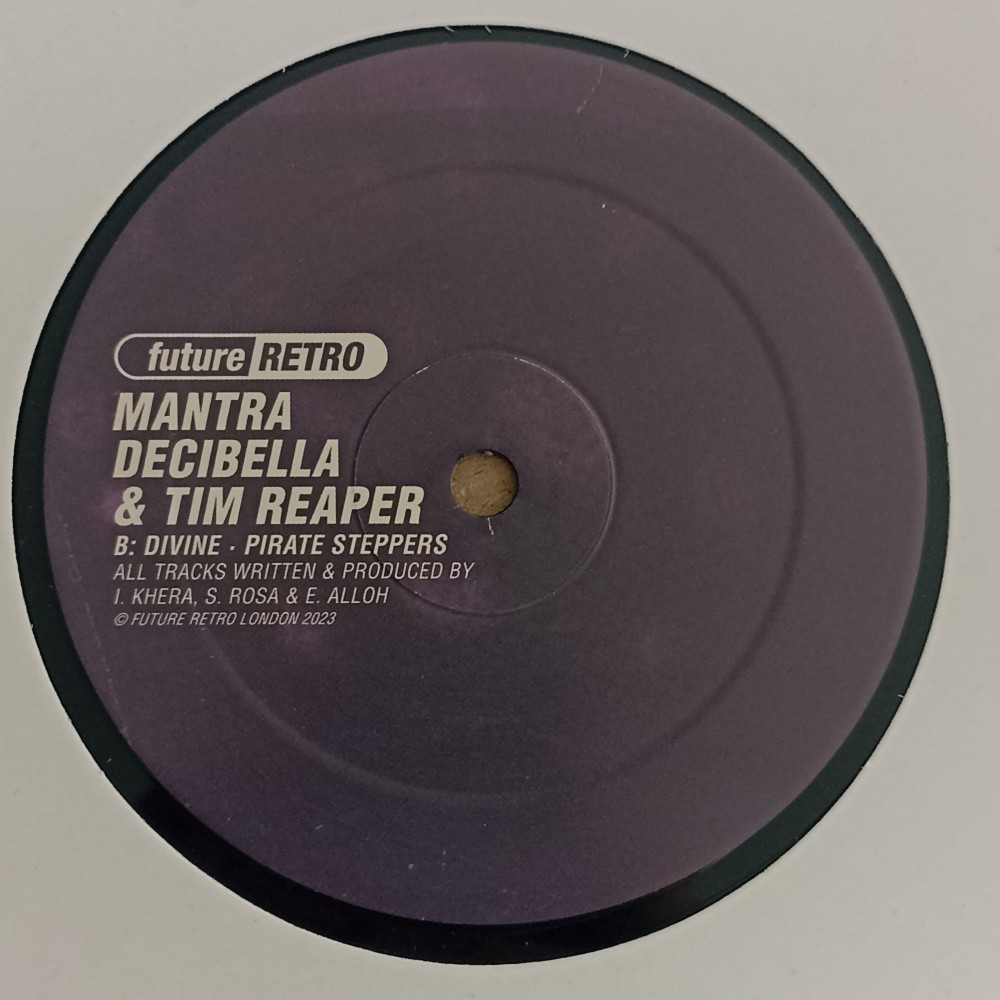 future RETRO
MANTRA
DECIBELLA
& TIM REAPER
B: DIVINE · PIRATE STEPPERS
ALL TRACKS WRITTEN & PRODUCED BY
I. KHERA, S. ROSA & E. ALLOH
© FUTURE RETRO LONDON 2023